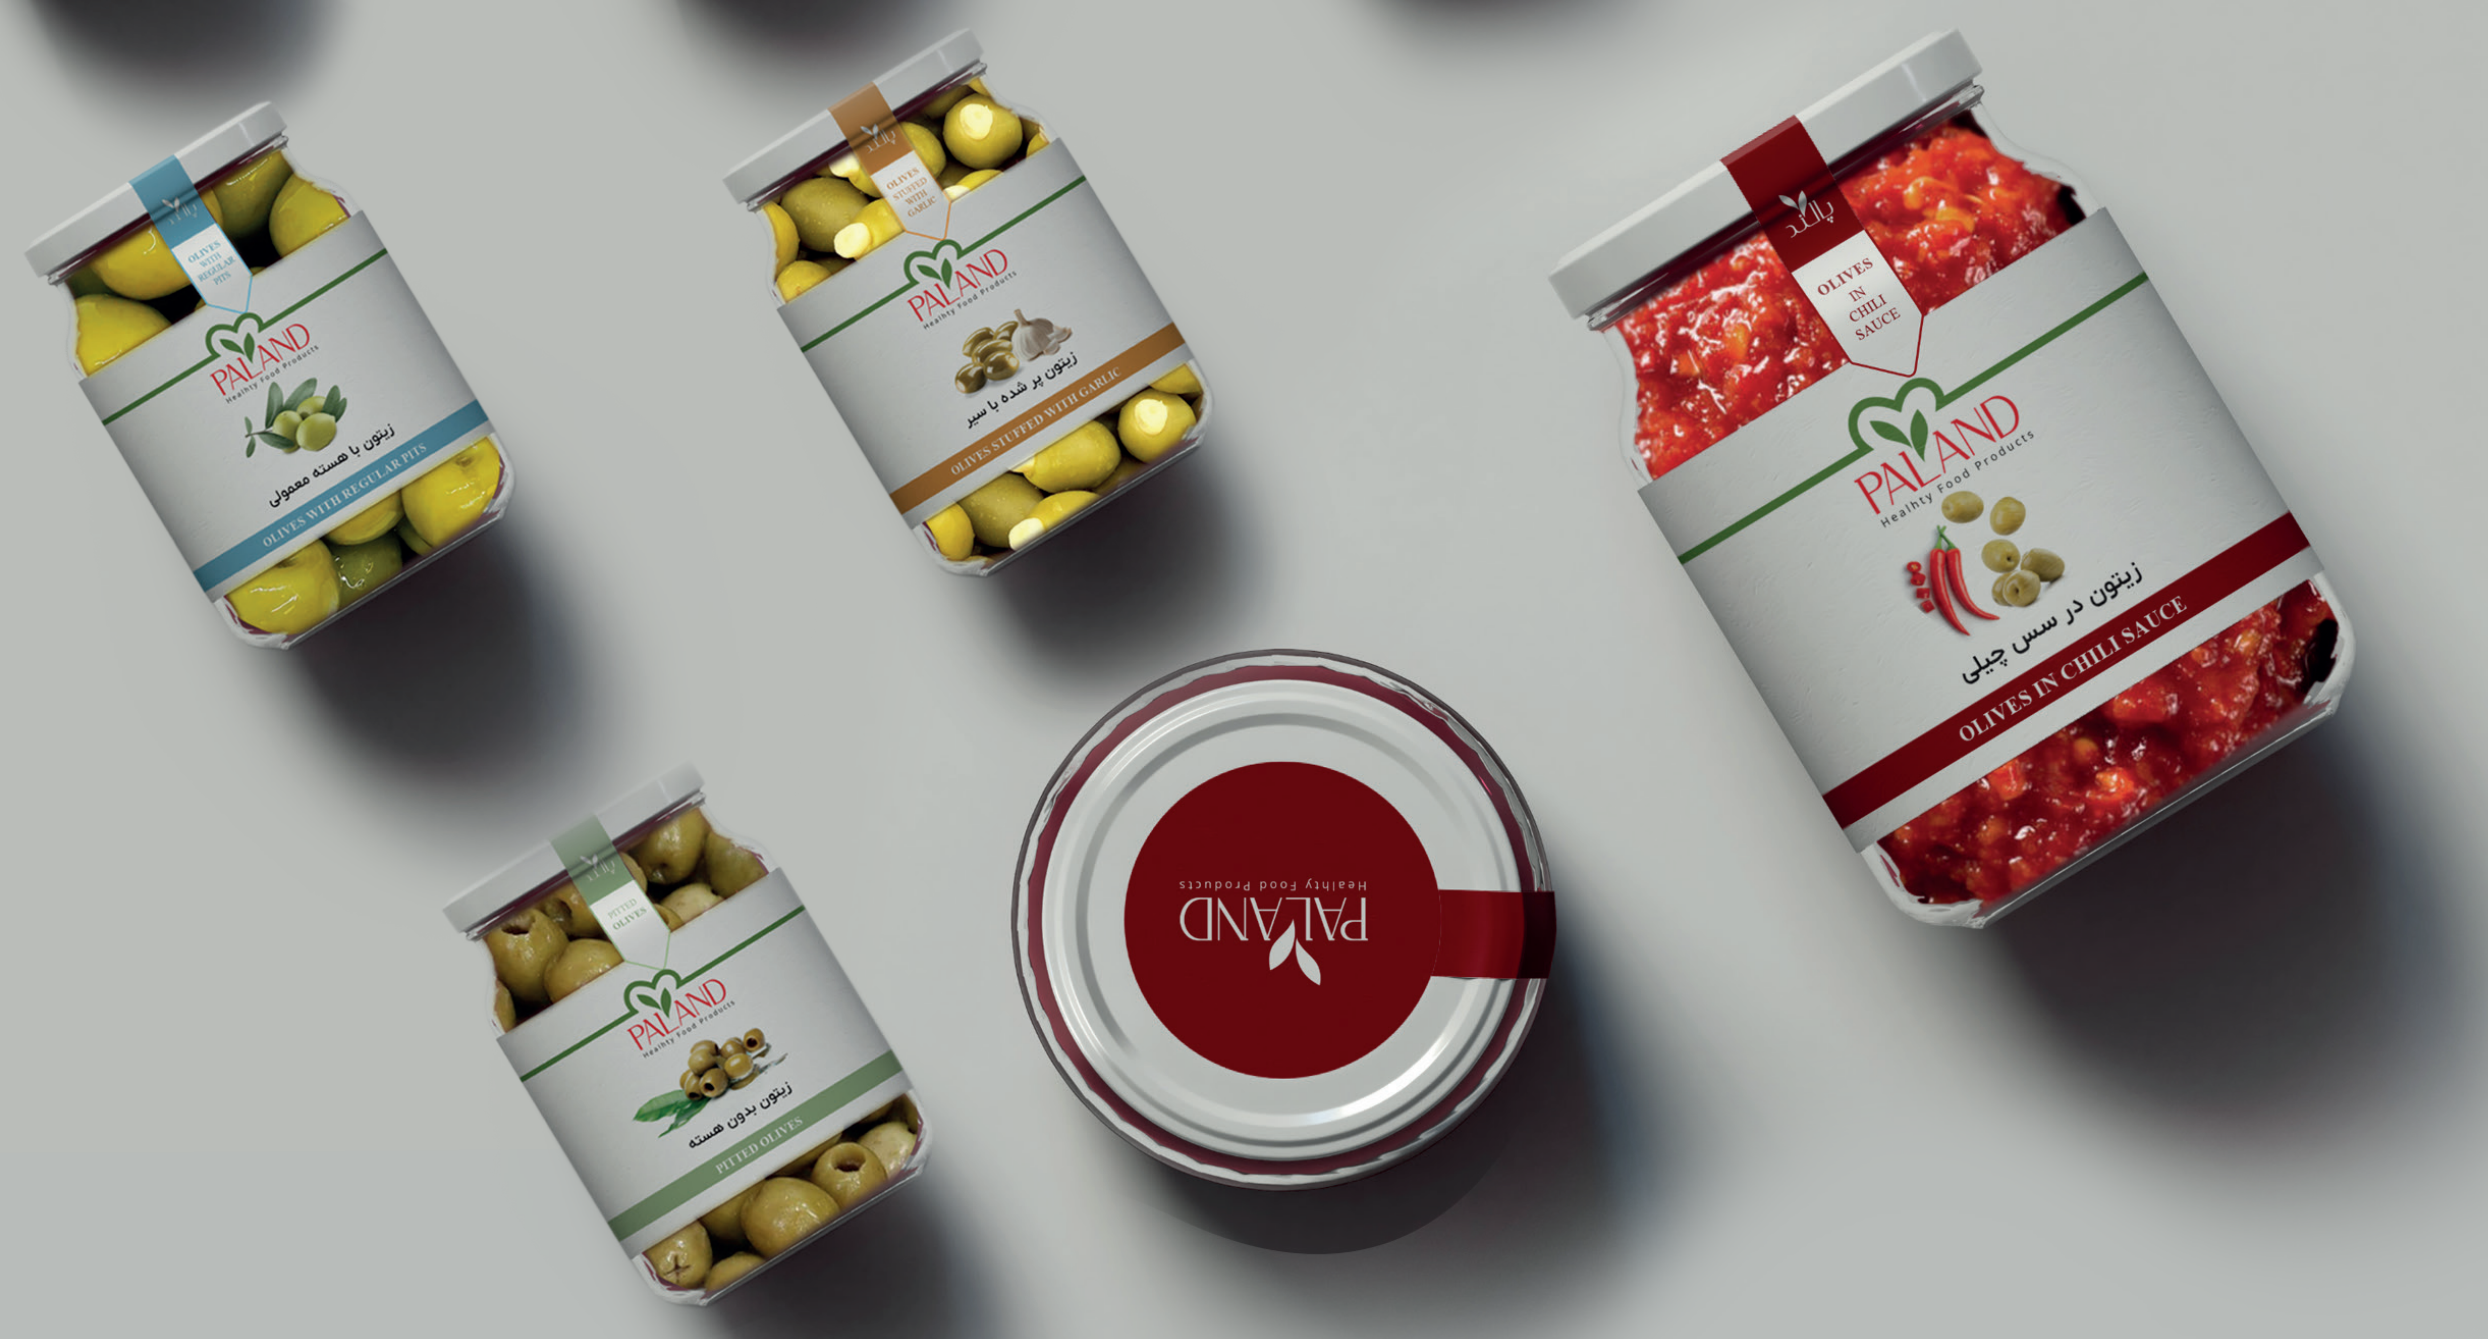 پالند
OLIVES
WITH
REGULAR
PITS
PALAND
Healhty Food Products
زیتون با هسته معمولی
OLIVES WITH REGULAR PITS
پالند
OLIVES
STUFFED
WITH
GARLIC
PALAND
Healhty Food Products
زیتون پر شده با سیر
OLIVES STUFFED WITH GARLIC
پالند
OLIVES
IN
CHILI
SAUCE
PALAND
Healhty Food Products
زیتون در سس چیلی
OLIVES IN CHILI SAUCE
پالند
PITTED
OLIVES
PALAND
Healhty Food Products
زیتون بدون هسته
PITTED OLIVES
PALAND
Healhty Food Products